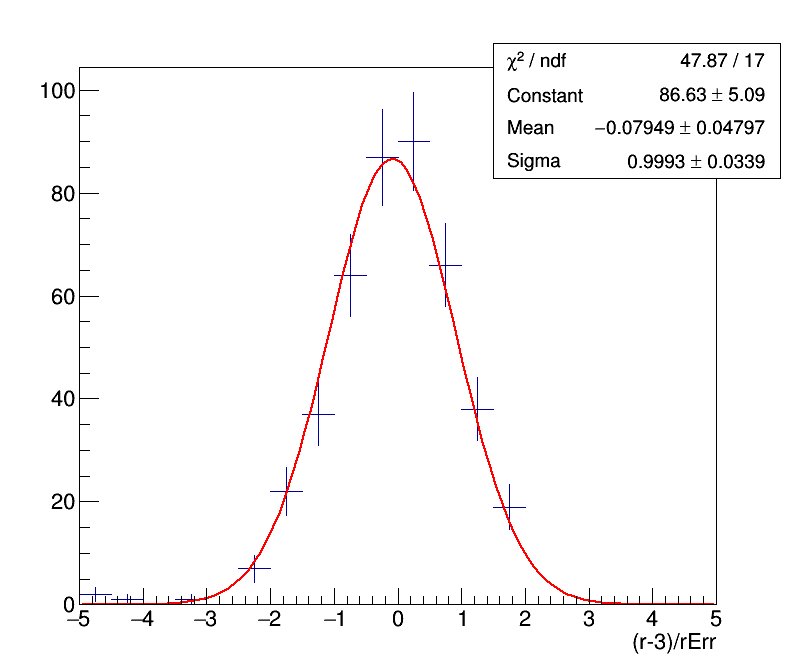 χ² / ndf 47.87 / 17
Constant 86.63 ± 5.09
Mean −0.07949 ± 0.04797
Sigma 0.9993 ± 0.0339
100
80
60
40
20
0
−5 −4 −3 −2 −1 0 1 2 3 4 5
(r-3)/rErr